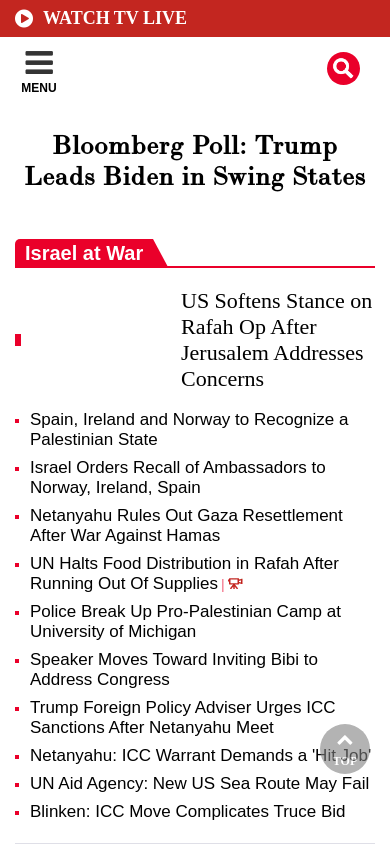 WATCH TV LIVE
MENU
Bloomberg Poll: Trump
Leads Biden in Swing States
Israel at War
US Softens Stance on
Rafah Op After
Jerusalem Addresses
Concerns
Spain, Ireland and Norway to Recognize a
Palestinian State
Israel Orders Recall of Ambassadors to
Norway, Ireland, Spain
Netanyahu Rules Out Gaza Resettlement
After War Against Hamas
UN Halts Food Distribution in Rafah After
Running Out Of Supplies |
Police Break Up Pro-Palestinian Camp at
University of Michigan
Speaker Moves Toward Inviting Bibi to
Address Congress
Trump Foreign Policy Adviser Urges ICC
Sanctions After Netanyahu Meet
Netanyahu: ICC Warrant Demands a 'Hit Job'
TOP
UN Aid Agency: New US Sea Route May Fail
Blinken: ICC Move Complicates Truce Bid